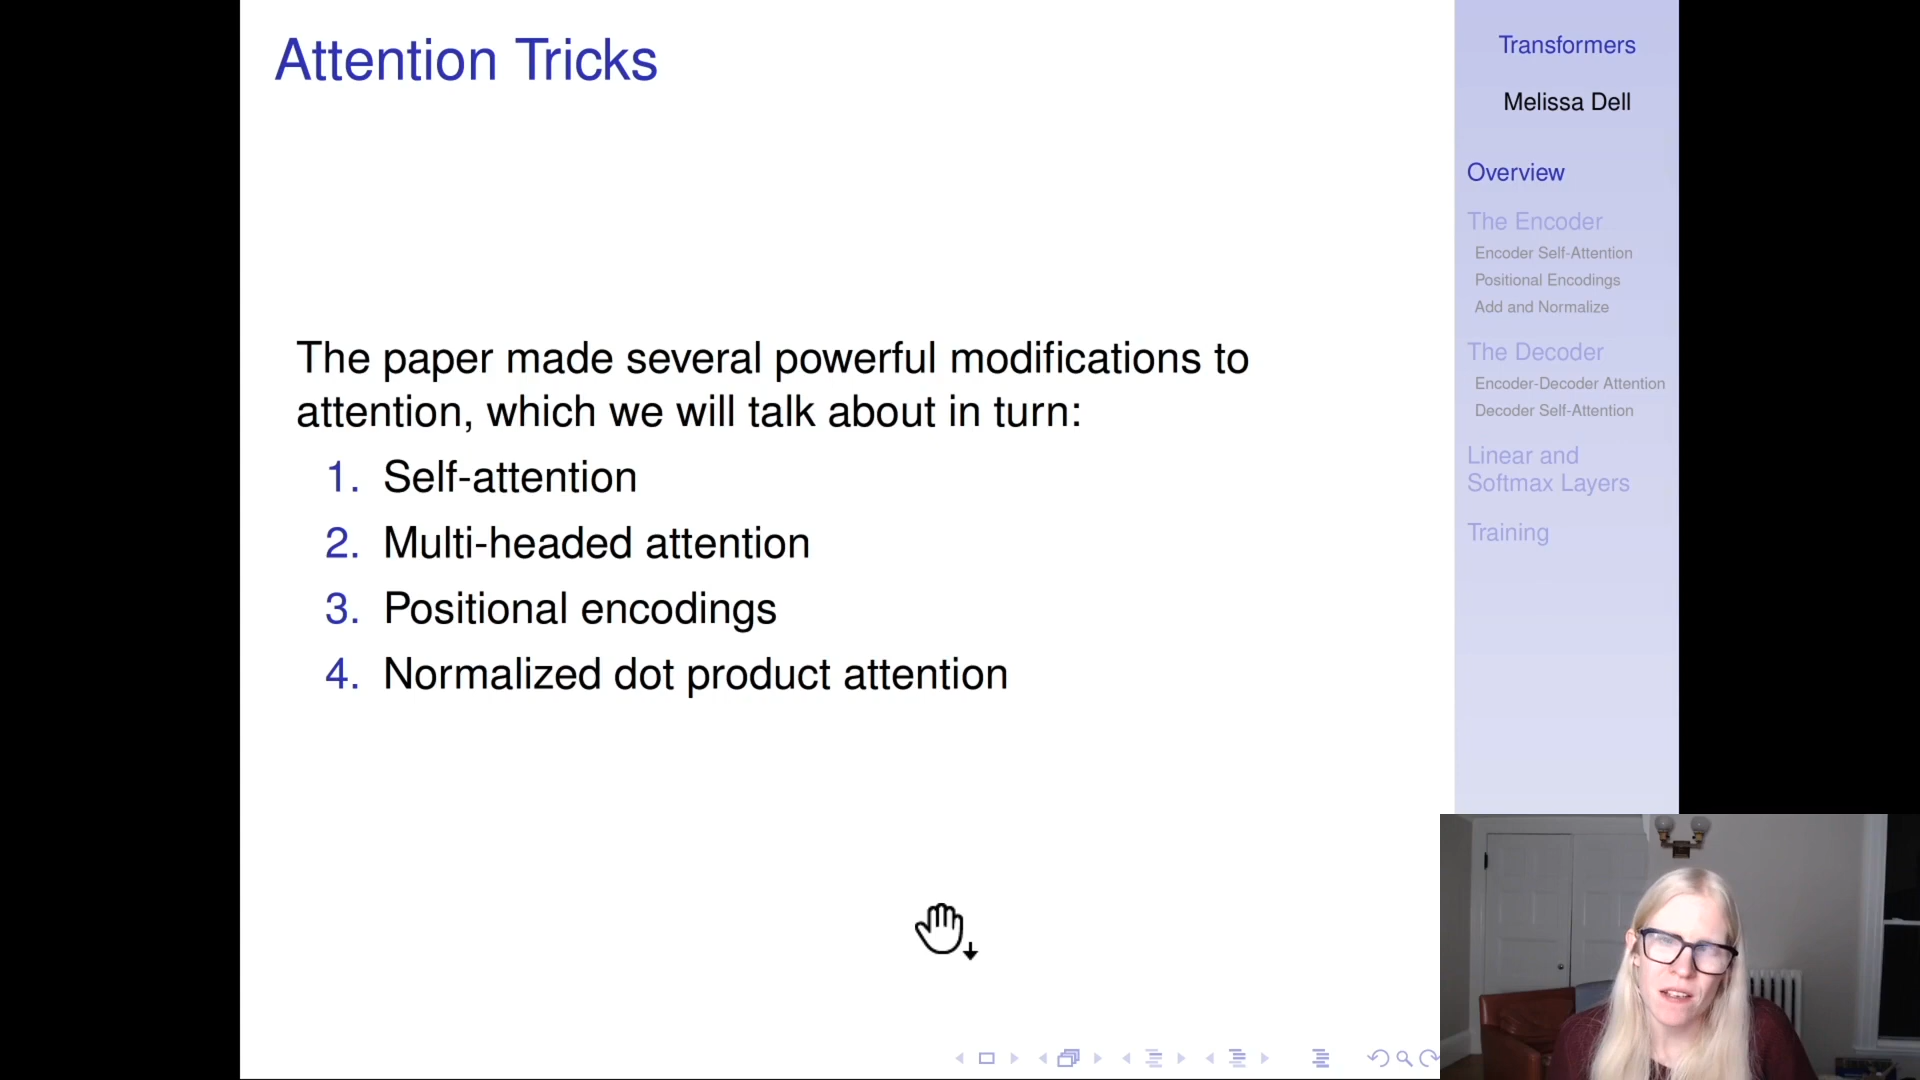 Attention Tricks
The paper made several powerful modifications to
attention, which we will talk about in turn:
1. Self-attention
2. Multi-headed attention
3. Positional encodings
4. Normalized dot product attention
Transformers
Melissa Dell
Overview
The Encoder
Encoder Self-Attention
Positional Encodings
Add and Normalize
The Decoder
Encoder-Decoder Attention
Decoder Self-Attention
Linear and
Softmax Layers
Training